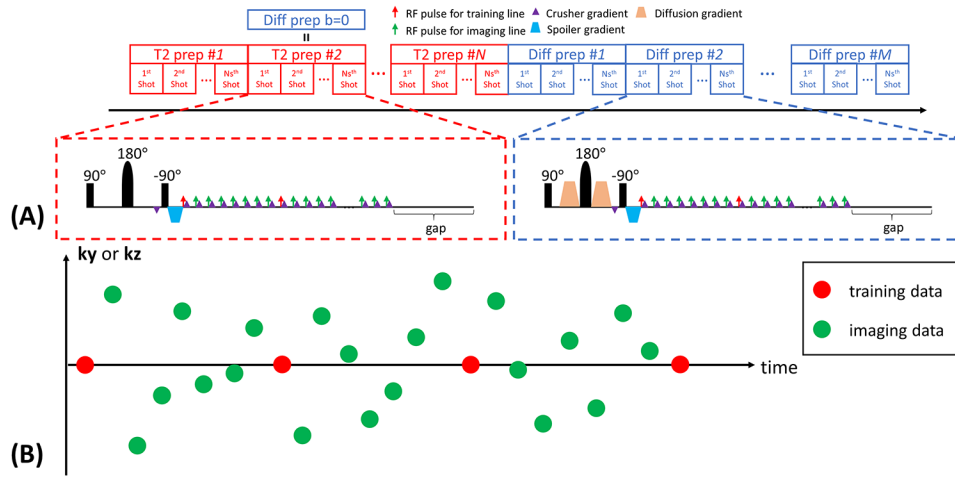 Diff prep b=0
=
RF pulse for training line
Crusher gradient
Diffusion gradient
RF pulse for imaging line
Spoiler gradient
T2 prep #1 T2 prep #2 ... T2 prep #N Diff prep #1 Diff prep #2 ... Diff prep #M
1st Shot 2nd Shot ... Nsth Shot 1st Shot 2nd Shot ... Nsth Shot 1st Shot 2nd Shot ... Nsth Shot 1st Shot 2nd Shot ... Nsth Shot 1st Shot 2nd Shot ... Nsth Shot 1st Shot 2nd Shot ... Nsth Shot
180° 180°
90° -90° 90° -90°
(A)
gap gap
ky or kz
training data
imaging data
time
(B)